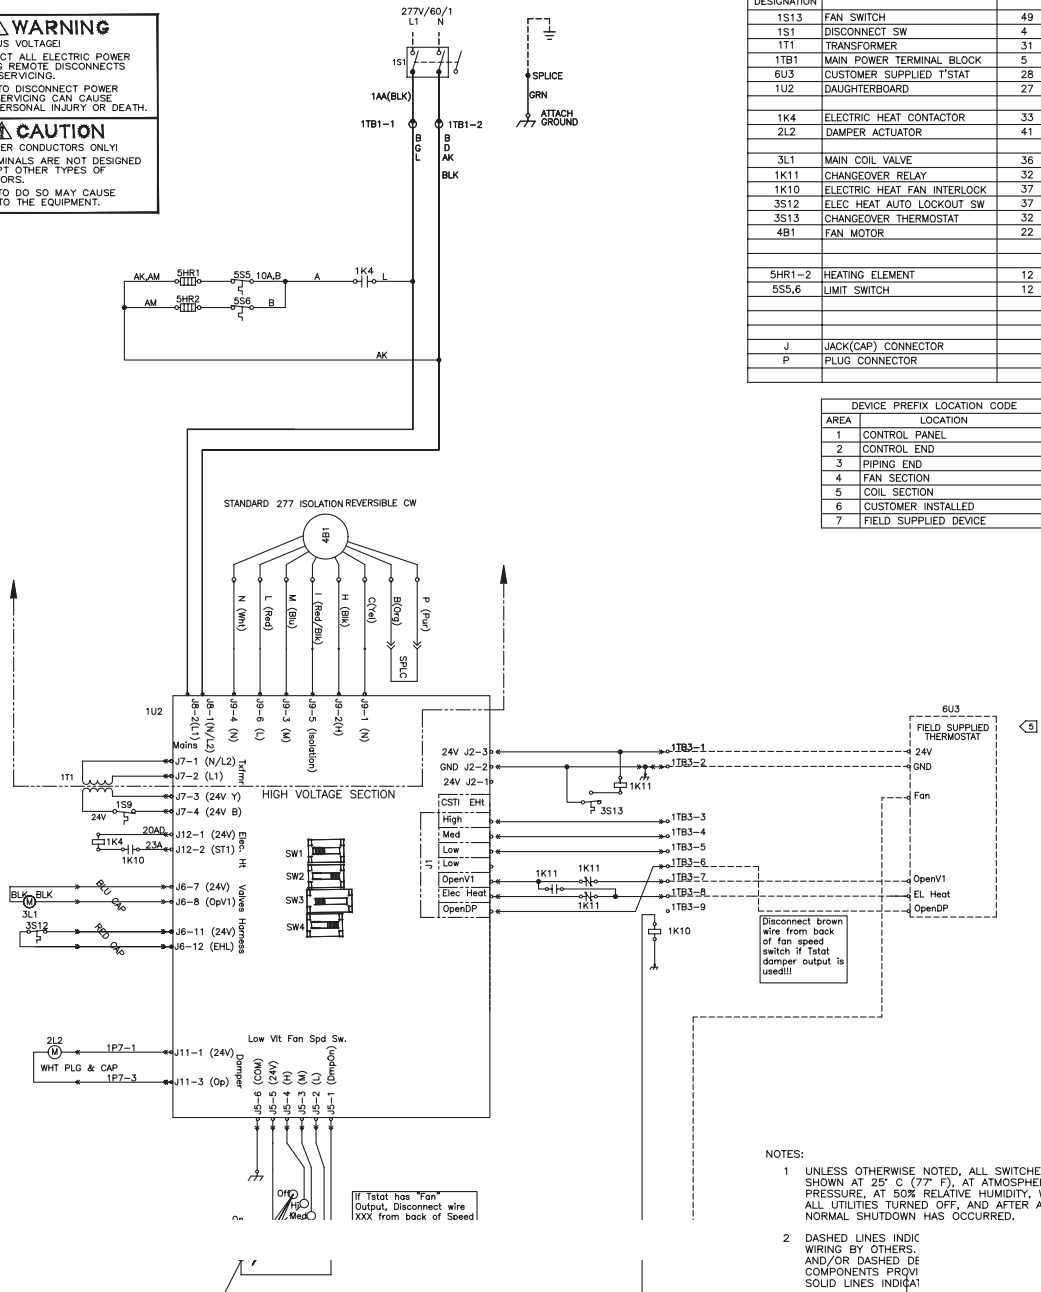 WARNING
US VOLTAGE!
CT ALL ELECTRIC POWER
G REMOTE DISCONNECTS
SERVICING.
TO DISCONNECT POWER
ERVICING CAN CAUSE
PERSONAL INJURY OR DEATH.
CAUTION
ER CONDUCTORS ONLY!
MINALS ARE NOT DESIGNED
PT OTHER TYPES OF
ORS.
TO DO SO MAY CAUSE
TO THE EQUIPMENT.
277V/60/1
L1 N
1S1
1AA(BLK)
1TB1-1
1TB1-2
B
G
L
B
D
AK
BLK
SPLICE
GRN
ATTACH
GROUND
DESIGNATION
1S13 FAN SWITCH 49
1S1 DISCONNECT SW 4
1T1 TRANSFORMER 31
1TB1 MAIN POWER TERMINAL BLOCK 5
6U3 CUSTOMER SUPPLIED T'STAT 28
1U2 DAUGHTERBOARD 27
1K4 ELECTRIC HEAT CONTACTOR 33
2L2 DAMPER ACTUATOR 41
3L1 MAIN COIL VALVE 36
1K11 CHANGEOVER RELAY 32
1K10 ELECTRIC HEAT FAN INTERLOCK 37
3S12 ELEC HEAT AUTO LOCKOUT SW 37
3S13 CHANGEOVER THERMOSTAT 32
4B1 FAN MOTOR 22
5HR1-2 HEATING ELEMENT 12
5S5,6 LIMIT SWITCH 12
J JACK(CAP) CONNECTOR
P PLUG CONNECTOR
DEVICE PREFIX LOCATION CODE
AREA LOCATION
1 CONTROL PANEL
2 CONTROL END
3 PIPING END
4 FAN SECTION
5 COIL SECTION
6 CUSTOMER INSTALLED
7 FIELD SUPPLIED DEVICE
AK,AM 5HR1 5S5 10A,B A 1K4 L
AM 5HR2 5S6 B
AK
STANDARD 277 ISOLATION REVERSIBLE CW
4B1
N (Wht)
L (Red)
M (Blu)
I (Red/Blk)
H (Blk)
C(Yel)
B(Org)
P (Pur)
SPLC
1U2
J8-2(L1)
J8-1(N/L2)
Mains
J9-4 (N)
J9-6 (L)
J9-3 (M)
J9-5 (Isolation)
J9-2(H)
J9-1 (N)
J7-1 (N/L2)
J7-2 (L1)
Txfmr
J7-3 (24V Y)
J7-4 (24V B)
1T1
24V
1S9
HIGH VOLTAGE SECTION
20AD J12-1 (24V)
23A J12-2 (ST1)
Elec. Ht
1K4
1K10
BLU CAP
J6-7 (24V)
J6-8 (OpV1)
BLK BLK
M
3L1
3S12
RED CAP
J6-11 (24V)
J6-12 (EHL)
Valves Harness
SW1
SW2
SW3
SW4
24V J2-3
GND J2-2
24V J2-1
CSTI EHt
High
Med
Low
Low
OpenV1
Elec Heat
OpenDP
J1
1K11
3S13
1K11
1K11
1K11
1TB3-1
1TB3-2
1TB3-3
1TB3-4
1TB3-5
1TB3-6
1TB3-7
1TB3-8
1TB3-9
1K10
6U3
FIELD SUPPLIED
THERMOSTAT
24V
GND
Fan
OpenV1
EL Heat
OpenDP
5
Disconnect brown
wire from back
of fan speed
switch if Tstat
damper output is
used!!!
2L2
M
1P7-1 J11-1 (24V)
WHT PLG & CAP
1P7-3 J11-3 (Op)
Damper
Low Vlt Fan Spd Sw.
J5-6 (COM)
J5-5 (24V)
J5-4 (H)
J5-3 (M)
J5-2 (L)
J5-1 (DmpOn)
Off
Hi
Med
On
If Tstat has "Fan"
Output, Disconnect wire
XXX from back of Speed
NOTES:
1 UNLESS OTHERWISE NOTED, ALL SWITCHE
SHOWN AT 25° C (77° F), AT ATMOSPHE
PRESSURE, AT 50% RELATIVE HUMIDITY, W
ALL UTILITIES TURNED OFF, AND AFTER A
NORMAL SHUTDOWN HAS OCCURRED.
2 DASHED LINES INDIC
WIRING BY OTHERS.
AND/OR DASHED DE
COMPONENTS PROVI
SOLID LINES INDICAT